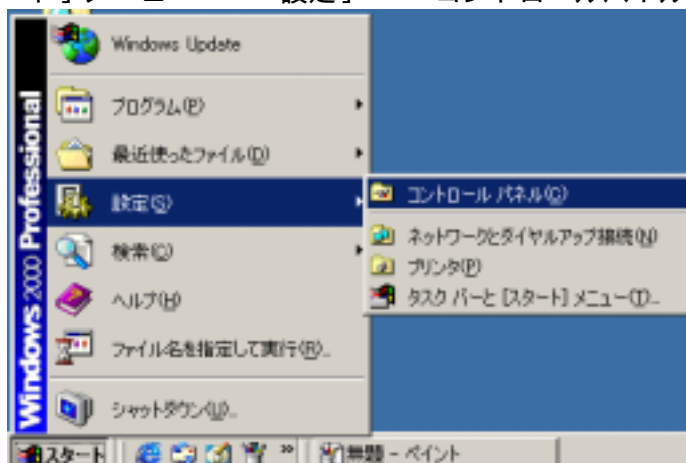 Windows Update
プログラム(P)
最近使ったファイル(D)
設定(S)
検索(C)
ヘルプ(H)
ファイル名を指定して実行(R)...
シャットダウン(U)...
コントロール パネル(C)
ネットワークとダイヤルアップ接続(N)
プリンタ(P)
タスク バーと [スタート] メニュー(T)...
Windows 2000 Professional
スタート
無題 - ペイント